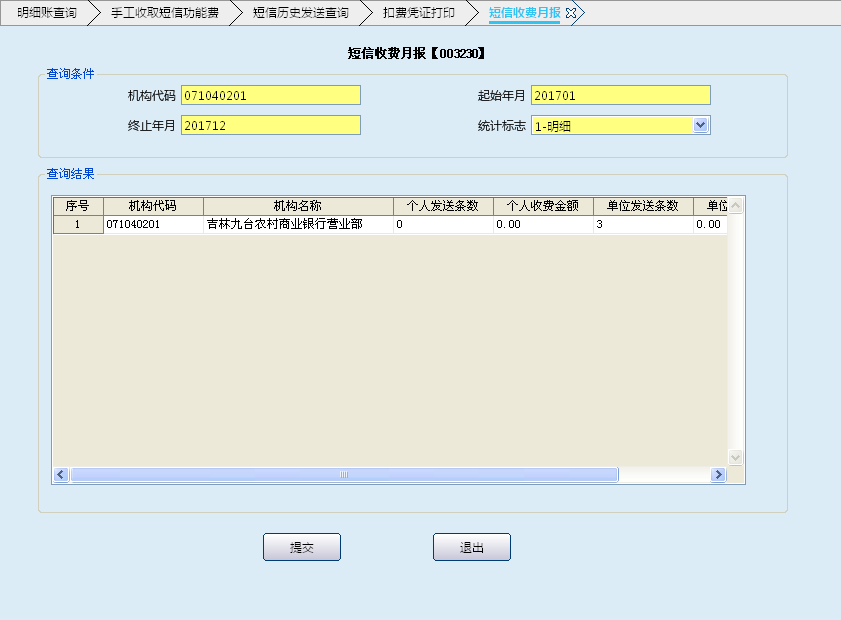 明细账查询 手工收取短信功能费 短信历史发送查询 扣费凭证打印 短信收费月报
短信收费月报【003230】
查询条件
机构代码 071040201 起始年月 201701
终止年月 201712 统计标志 1-明细
查询结果
序号 机构代码 机构名称 个人发送条数 个人收费金额 单位发送条数 单位
1 071040201 吉林九台农村商业银行营业部 0 0.00 3 0.00
提交 退出